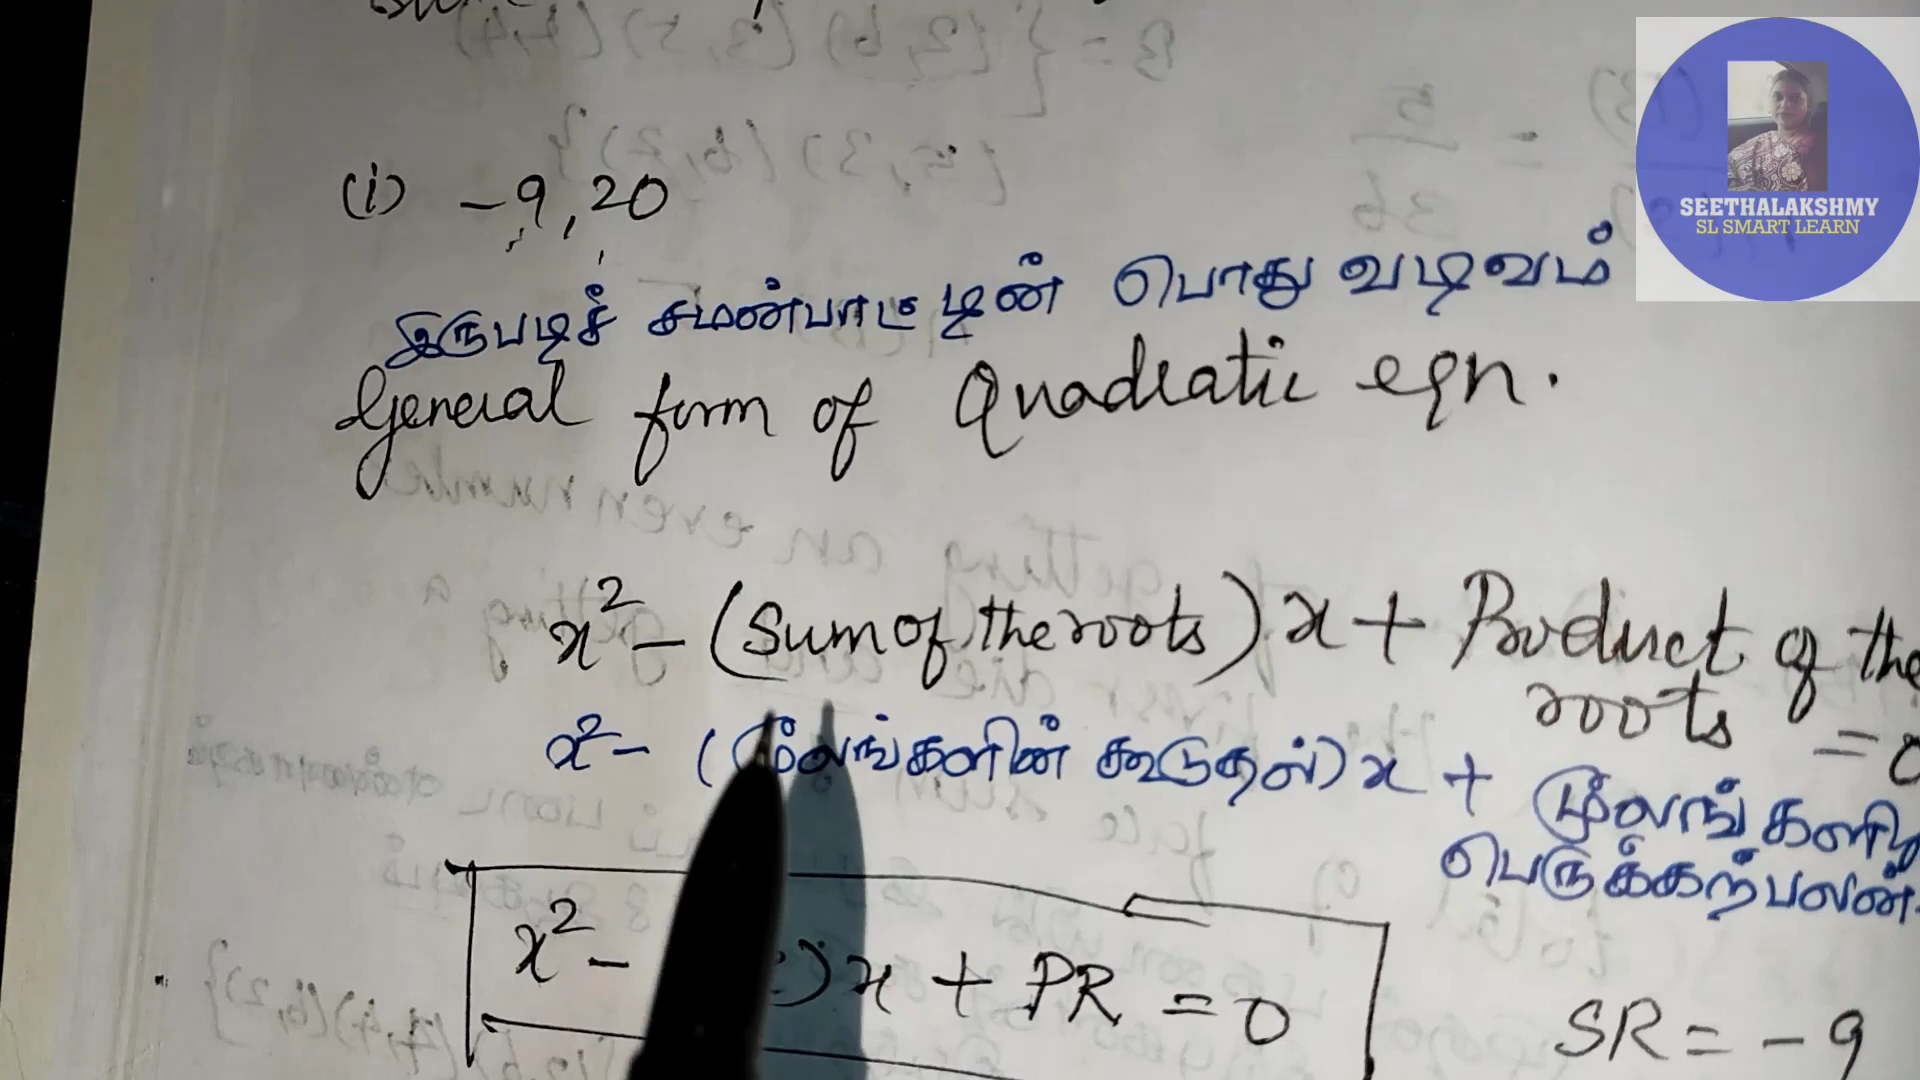 (i) -9, 20
இருபடிச் சமன்பாட்டின் பொது வடிவம்
General form of Quadratic eqn.
x² - (Sum of the roots) x + Product of the
roots = 0
x² - (மூலங்களின் கூடுதல்) x + மூலங்களின்
பெருக்கற்பலன்
x² - x + PR = 0
SR = -9
SEETHALAKSHMY
SL SMART LEARN